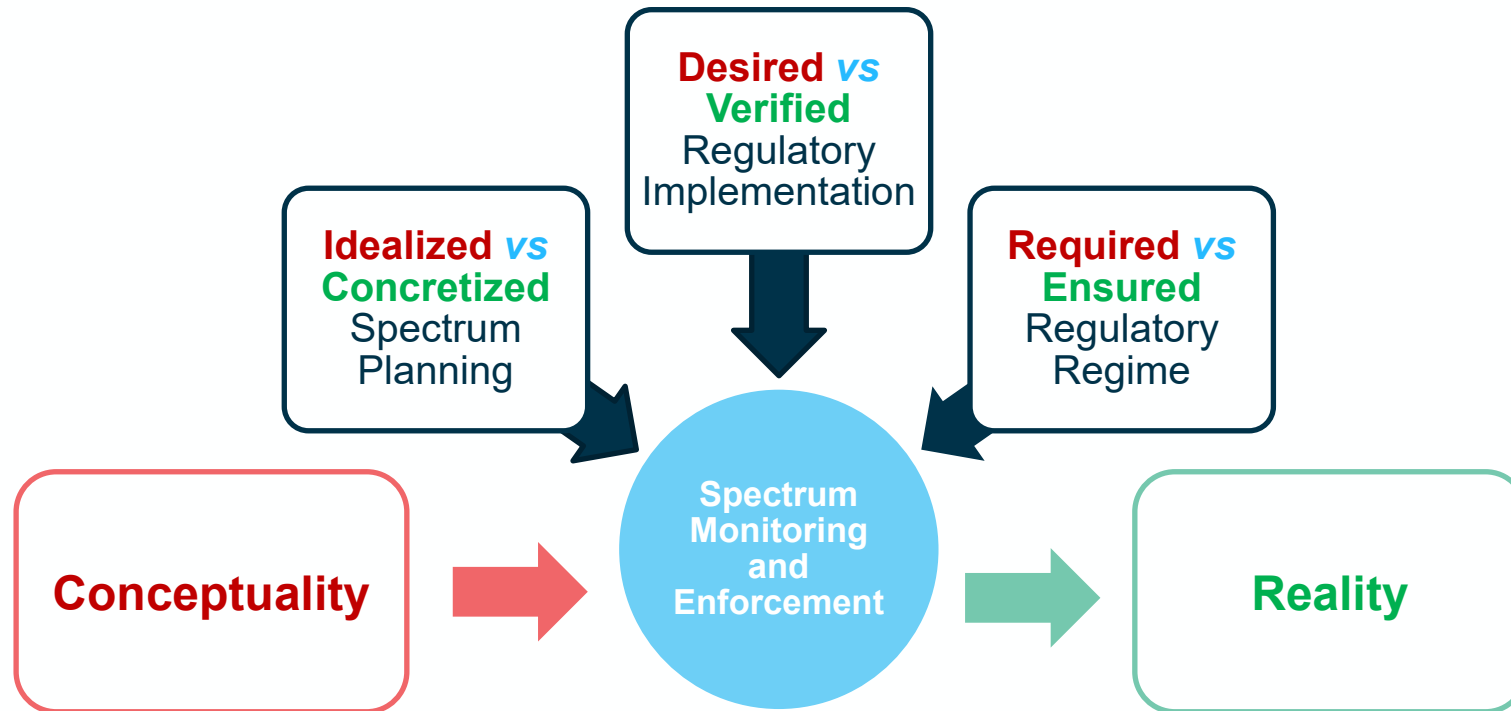 Desired vs
Verified
Regulatory
Implementation
Idealized vs
Concretized
Spectrum
Planning
Required vs
Ensured
Regulatory
Regime
Conceptuality
Spectrum
Monitoring
and
Enforcement
Reality